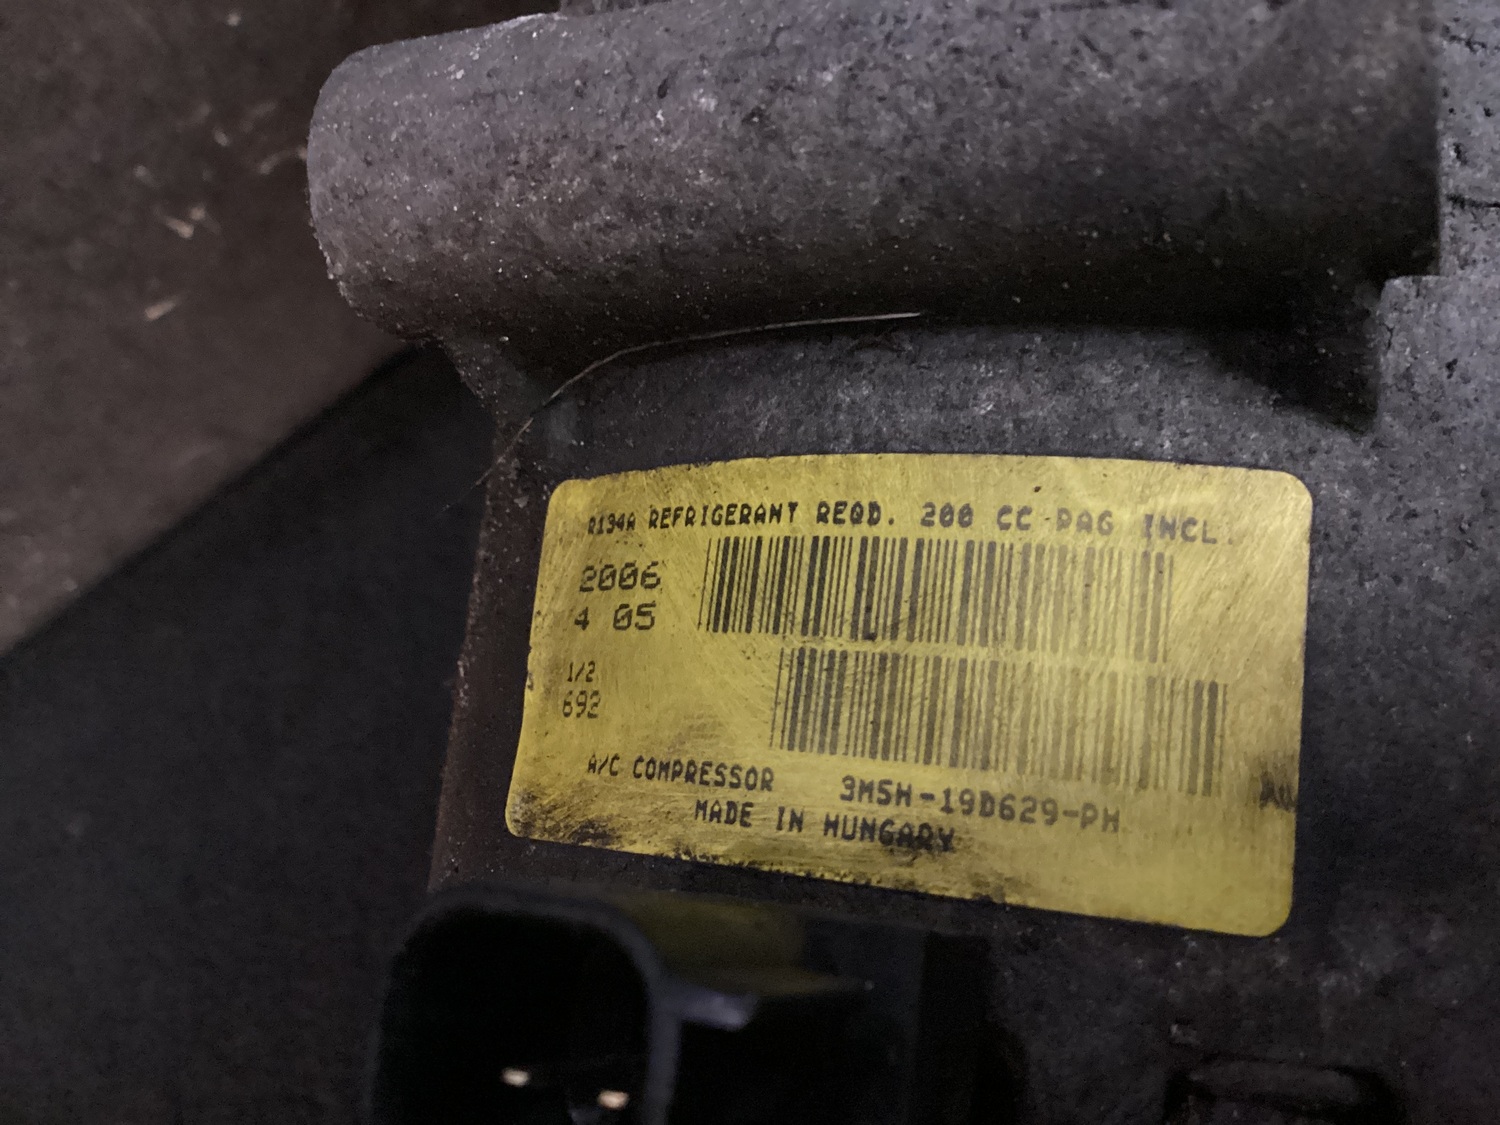 R134A REFRIGERANT REQD. 200 CC PAG INCL.
2006
4 05
1/2
692
A/C COMPRESSOR 3M5H-19D629-PH
MADE IN HUNGARY